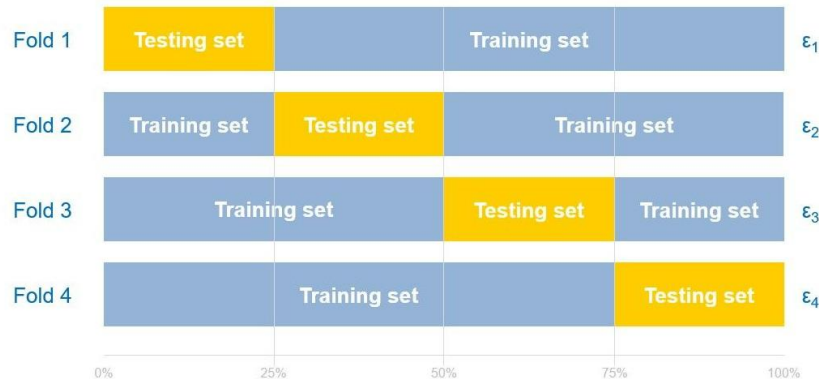 Fold 1 Testing set Training set ε₁
Fold 2 Training set Testing set Training set ε₂
Fold 3 Training set Testing set Training set ε₃
Fold 4 Training set Testing set ε₄
0% 25% 50% 75% 100%